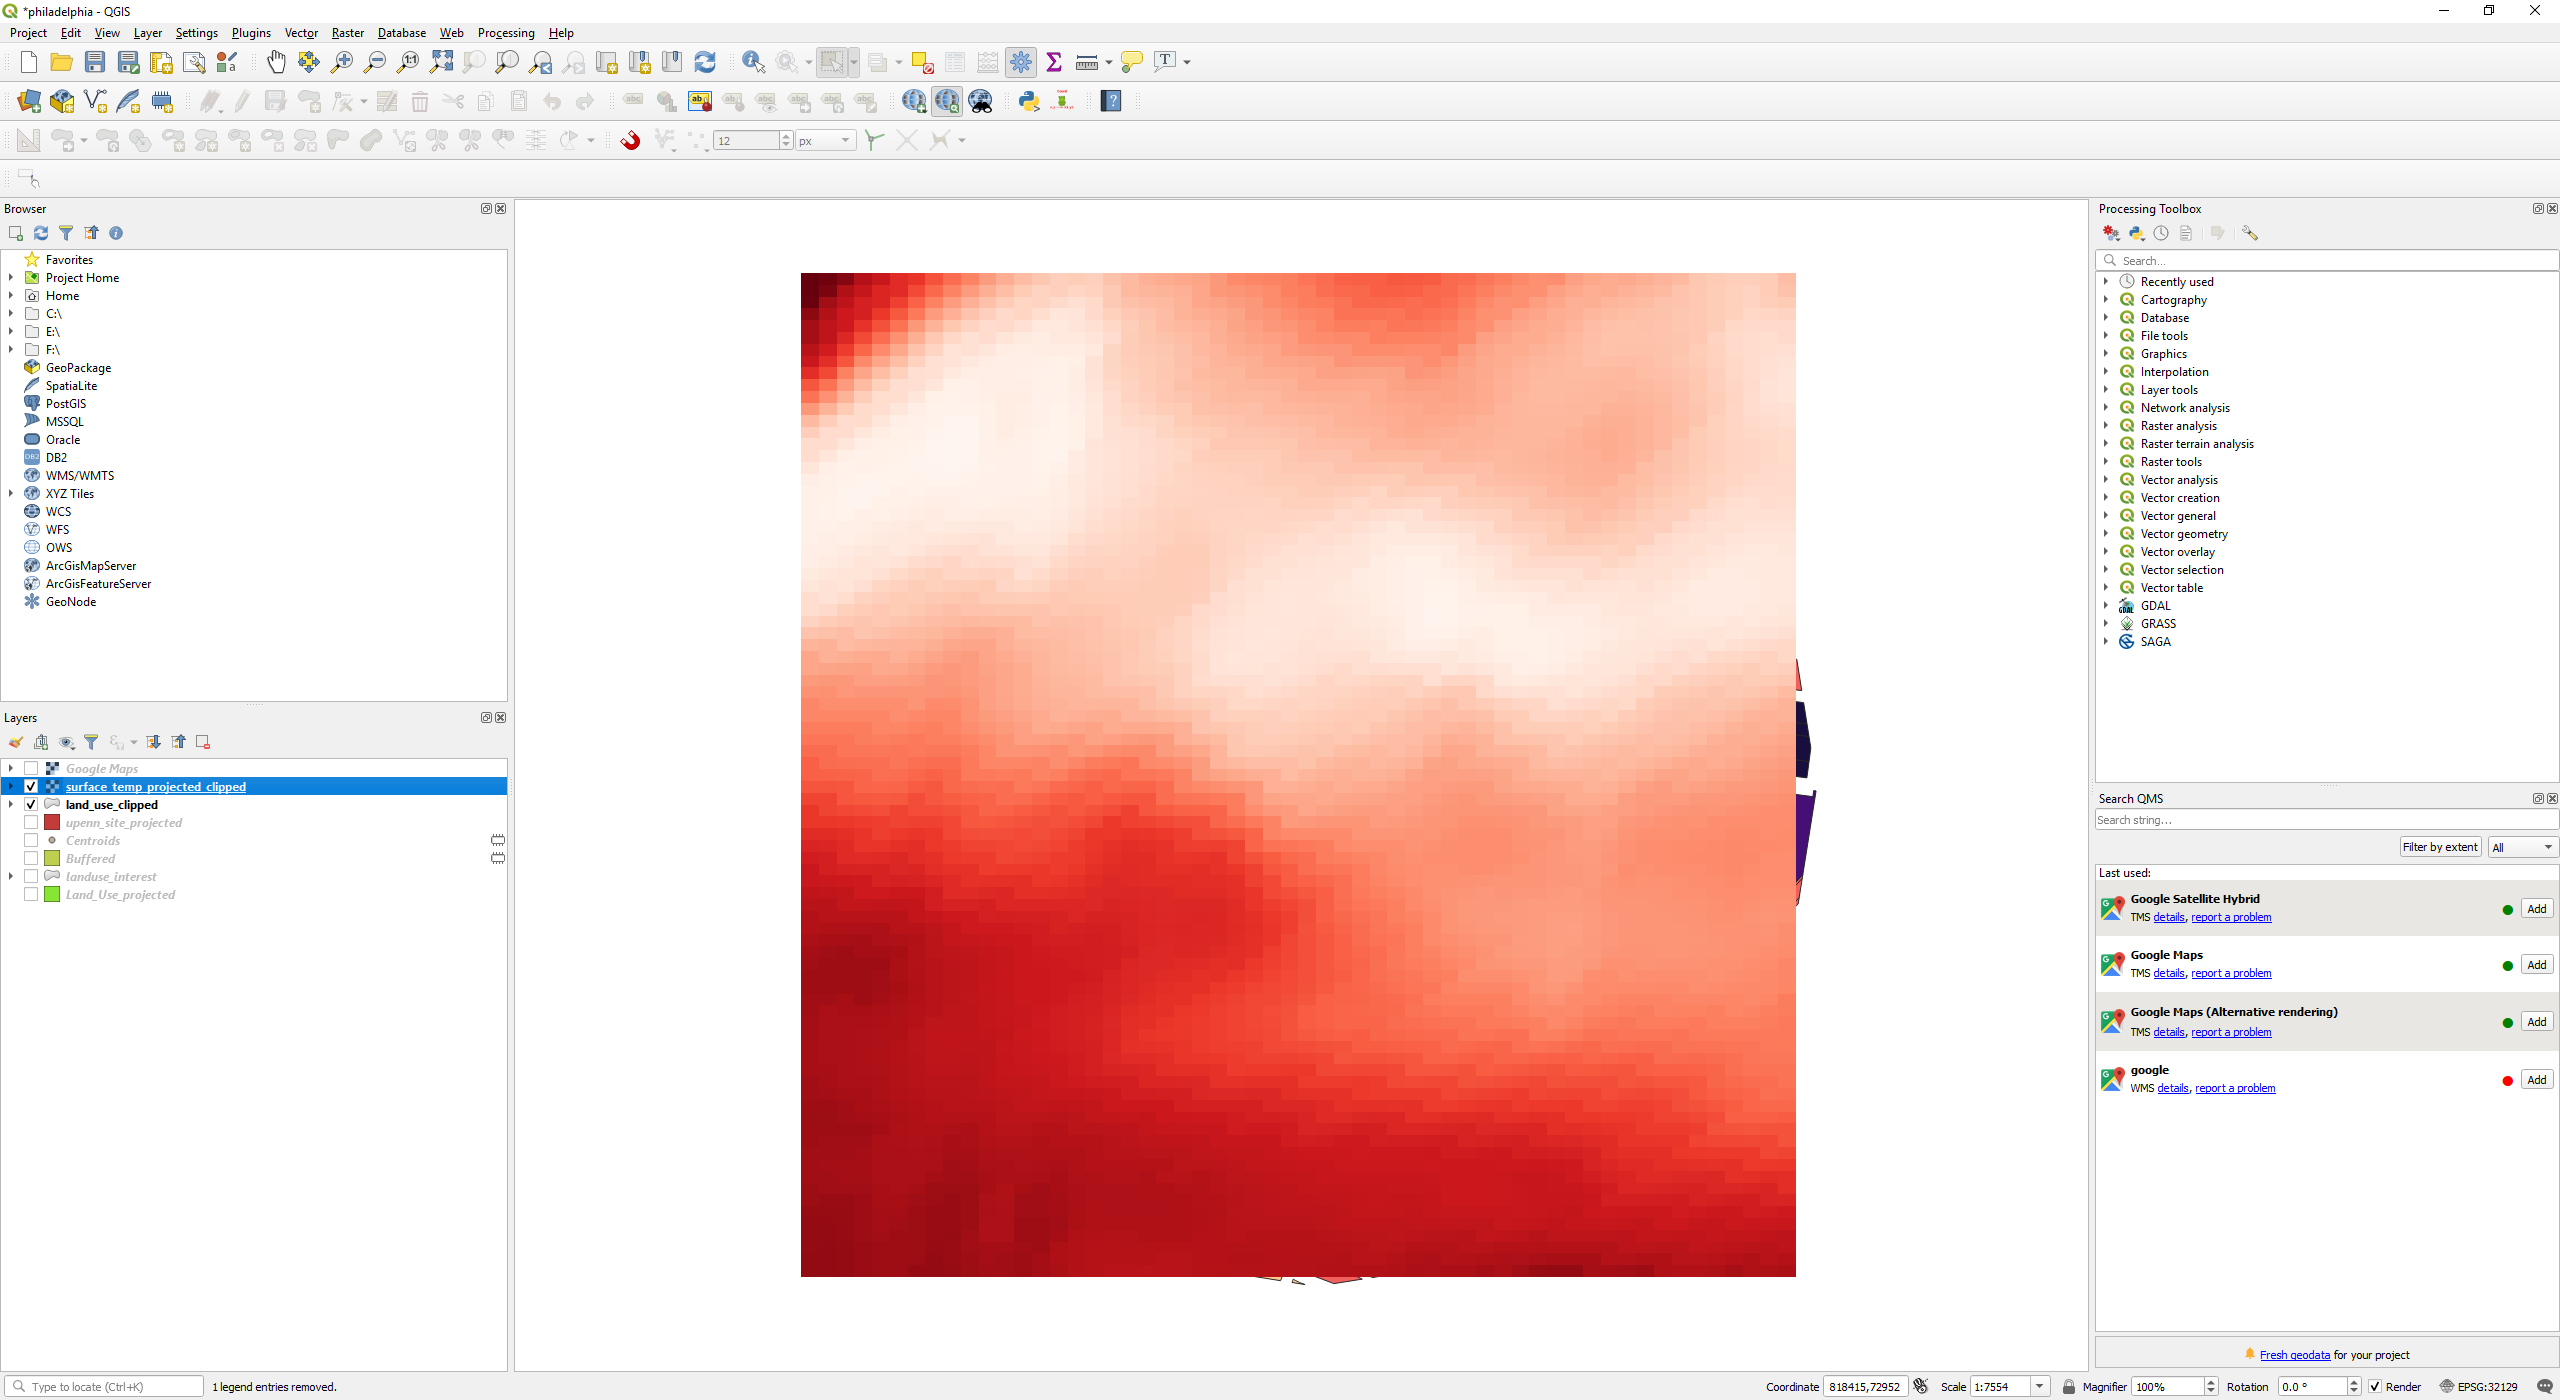 *philadelphia - QGIS
Project Edit View Layer Settings Plugins Vector Raster Database Web Processing Help
12 px
Browser
Favorites
Project Home
Home
C:\
E:\
F:\
GeoPackage
SpatiaLite
PostGIS
MSSQL
Oracle
DB2
WMS/WMTS
XYZ Tiles
WCS
WFS
OWS
ArcGisMapServer
ArcGisFeatureServer
GeoNode
Layers
Google Maps
surface_temp_projected_clipped
land_use_clipped
upenn_site_projected
Centroids
Buffered
landuse_interest
Land_Use_projected
Processing Toolbox
Search...
Recently used
Cartography
Database
File tools
Graphics
Interpolation
Layer tools
Network analysis
Raster analysis
Raster terrain analysis
Raster tools
Vector analysis
Vector creation
Vector general
Vector geometry
Vector overlay
Vector selection
Vector table
GDAL
GRASS
SAGA
Search QMS
Search string...
Filter by extent All
Last used:
Google Satellite Hybrid
TMS details, report a problem Add
Google Maps
TMS details, report a problem Add
Google Maps (Alternative rendering)
TMS details, report a problem Add
google
WMS details, report a problem Add
Fresh geodata for your project
Type to locate (Ctrl+K) 1 legend entries removed. Coordinate 818415,72952 Scale 1:7554 Magnifier 100% Rotation 0.0 ° Render EPSG:32129